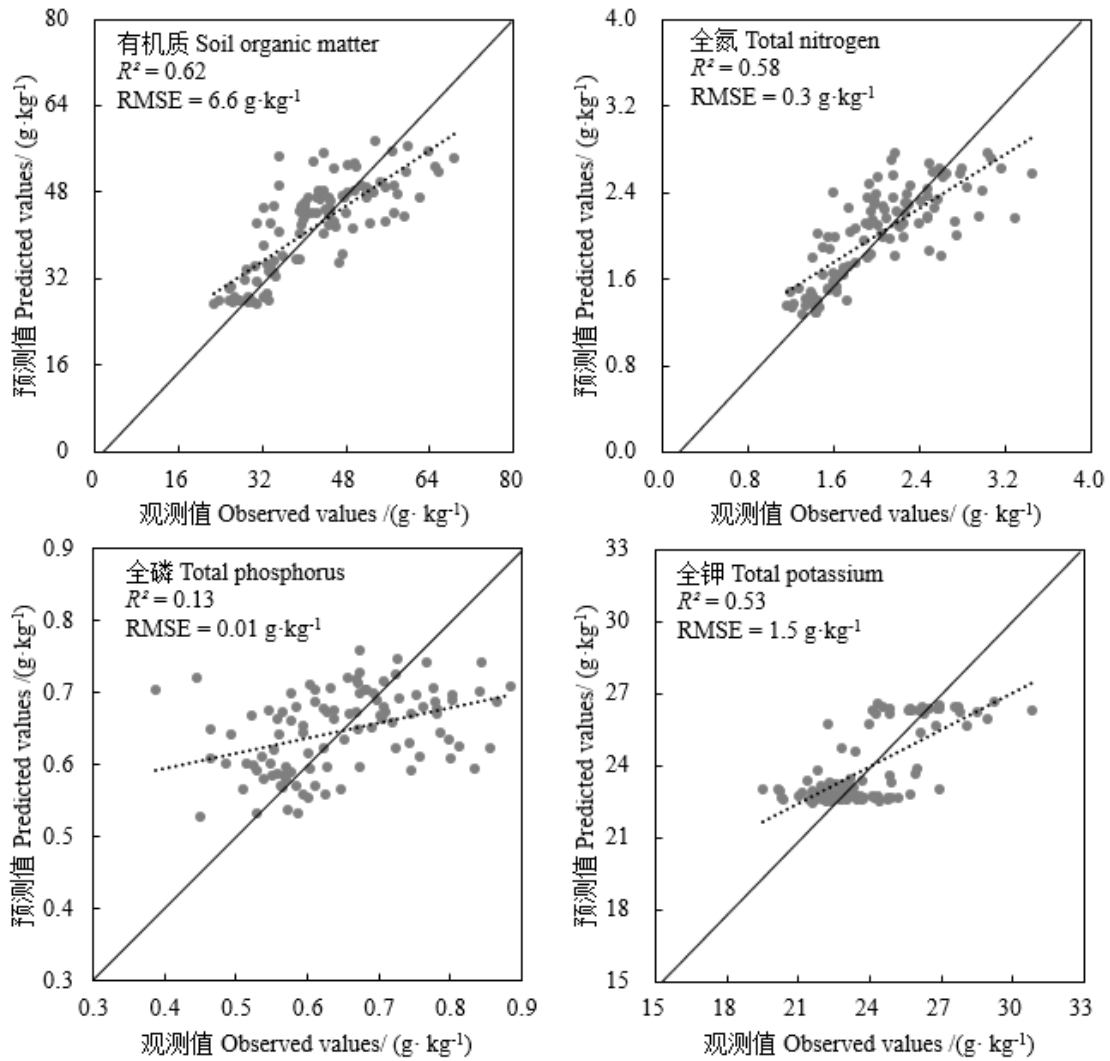 有机质 Soil organic matter
R² = 0.62
RMSE = 6.6 g·kg⁻¹
预测值 Predicted values/ (g·kg⁻¹)
80
64
48
32
16
0
0 16 32 48 64 80
观测值 Observed values /(g· kg⁻¹)
全氮 Total nitrogen
R² = 0.58
RMSE = 0.3 g·kg⁻¹
预测值 Predicted values/ (g·kg⁻¹)
4.0
3.2
2.4
1.6
0.8
0.0
0.0 0.8 1.6 2.4 3.2 4.0
观测值 Observed values/ (g· kg⁻¹)
全磷 Total phosphorus
R² = 0.13
RMSE = 0.01 g·kg⁻¹
预测值 Predicted values /(g·kg⁻¹)
0.9
0.8
0.7
0.6
0.5
0.4
0.3
0.3 0.4 0.5 0.6 0.7 0.8 0.9
观测值 Observed values/ (g· kg⁻¹)
全钾 Total potassium
R² = 0.53
RMSE = 1.5 g·kg⁻¹
预测值 Predicted values/ (g·kg⁻¹)
33
30
27
24
21
18
15
15 18 21 24 27 30 33
观测值 Observed values /(g· kg⁻¹)